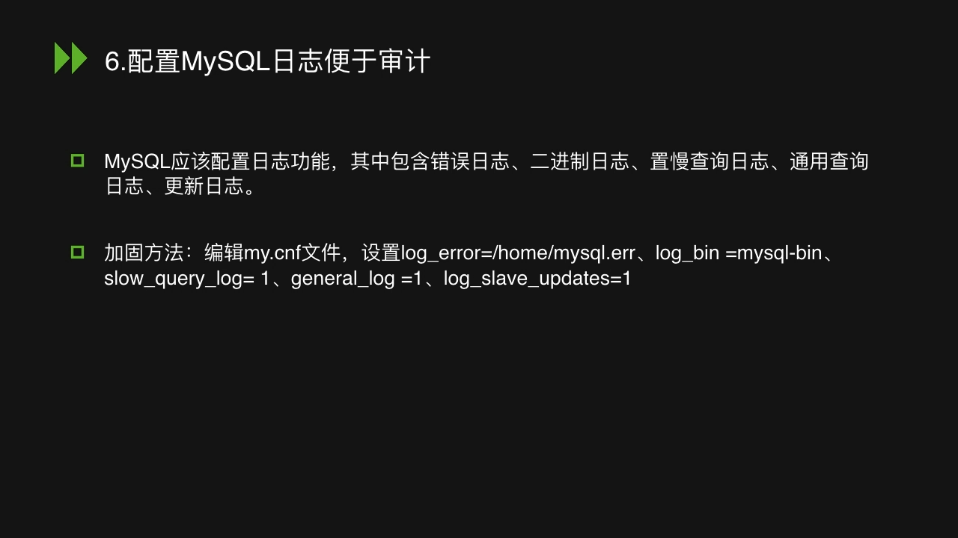 6.配置MySQL日志便于审计
MySQL应该配置日志功能，其中包含错误日志、二进制日志、置慢查询日志、通用查询
日志、更新日志。
加固方法：编辑my.cnf文件，设置log_error=/home/mysql.err、log_bin =mysql-bin、
slow_query_log= 1、general_log =1、log_slave_updates=1